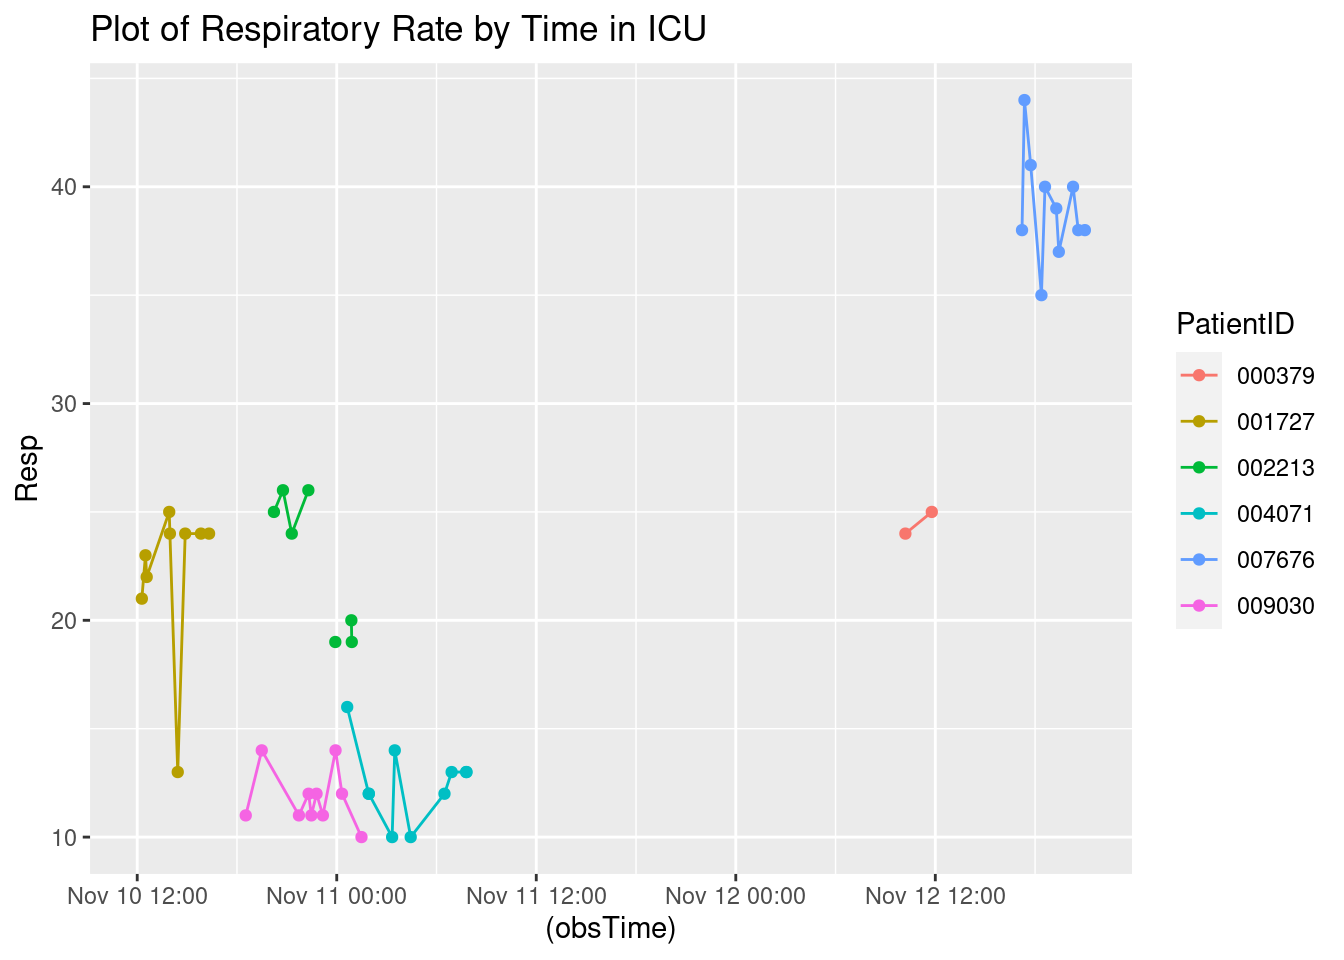 Plot of Respiratory Rate by Time in ICU
Resp
40
30
20
10
Nov 10 12:00
Nov 11 00:00
Nov 11 12:00
Nov 12 00:00
Nov 12 12:00
(obsTime)
PatientID
000379
001727
002213
004071
007676
009030